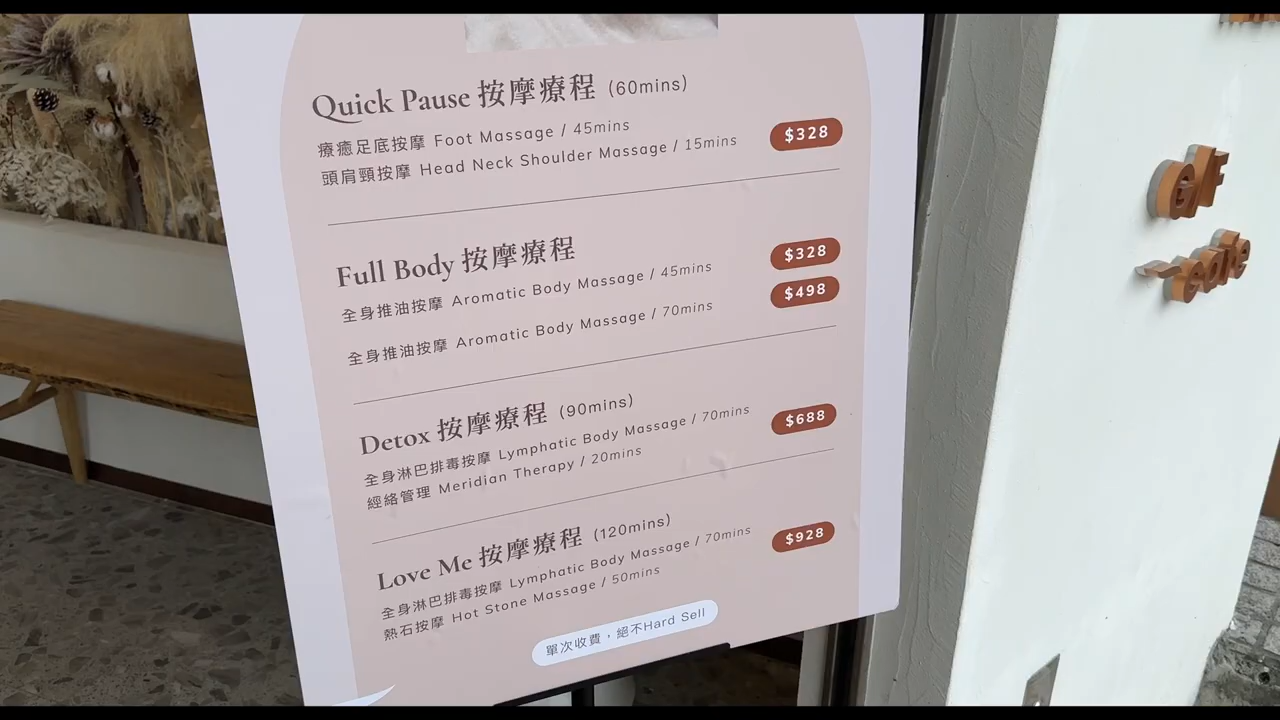 Quick Pause 按摩療程 (60mins)
療癒足底按摩 Foot Massage / 45mins
頭肩頸按摩 Head Neck Shoulder Massage / 15mins
$328
Full Body 按摩療程
全身推油按摩 Aromatic Body Massage / 45mins
$328
全身推油按摩 Aromatic Body Massage / 70mins
$498
Detox 按摩療程 (90mins)
全身淋巴排毒按摩 Lymphatic Body Massage / 70mins
經絡管理 Meridian Therapy / 20mins
$688
Love Me 按摩療程 (120mins)
全身淋巴排毒按摩 Lymphatic Body Massage / 70mins
熱石按摩 Hot Stone Massage / 50mins
$928
單次收費，絕不Hard Sell